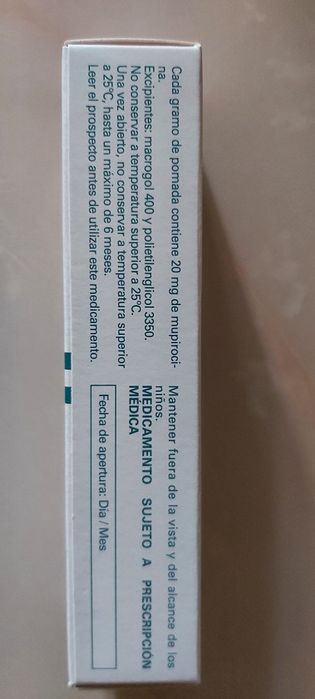 Cada gramo de pomada contiene 20 mg de mupiroci-
na.
Excipientes: macrogol 400 y polietilenglicol 3350.
No conservar a temperatura superior a 25ºC.
Una vez abierto, no conservar a temperatura superior
a 25ºC, hasta un máximo de 6 meses.
Leer el prospecto antes de utilizar este medicamento.
Mantener fuera de la vista y del alcance de los
niños.
MEDICAMENTO SUJETO A PRESCRIPCIÓN
MÉDICA
Fecha de apertura: Día / Mes